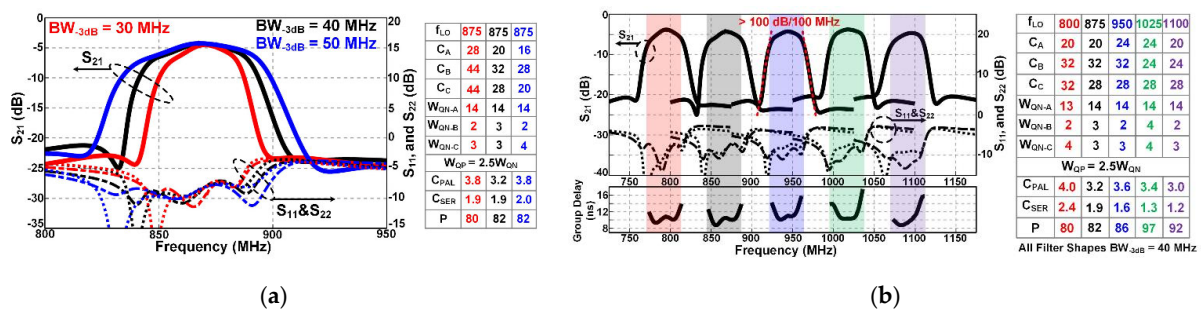 BW-3dB = 30 MHz
BW-3dB = 40 MHz
BW-3dB = 50 MHz
S21
S11&S22
S21 (dB)
S11, and S22 (dB)
0
-5
-10
-15
-20
-25
-30
-35
20
15
10
5
0
-5
-10
-15
800
850
900
950
Frequency (MHz)
fLO 875 875 875
CA 28 20 16
CB 44 32 28
CC 44 28 20
WQN-A 14 14 14
WQN-B 2 3 2
WQN-C 3 3 4
WQP = 2.5WQN
CPAL 3.8 3.2 3.8
CSER 1.9 1.9 2.0
P 80 82 82
(a)
> 100 dB/100 MHz
S21
S11&S22
S21 (dB)
S11, and S22 (dB)
0
-10
-20
-30
-40
20
10
0
-10
750 800 850 900 950 1000 1050 1100
Group Delay (ns)
16
12
8
750 800 850 900 950 1000 1050 1100
Frequency (MHz)
fLO 800 875 950 1025 1100
CA 20 20 24 24 20
CB 32 32 32 24 24
CC 32 28 28 28 28
WQN-A 13 14 14 14 14
WQN-B 2 3 2 4 2
WQN-C 4 3 3 4 3
WQP = 2.5WQN
CPAL 4.0 3.2 3.6 3.4 3.0
CSER 2.4 1.9 1.6 1.3 1.2
P 80 82 86 97 92
All Filter Shapes BW-3dB = 40 MHz
(b)